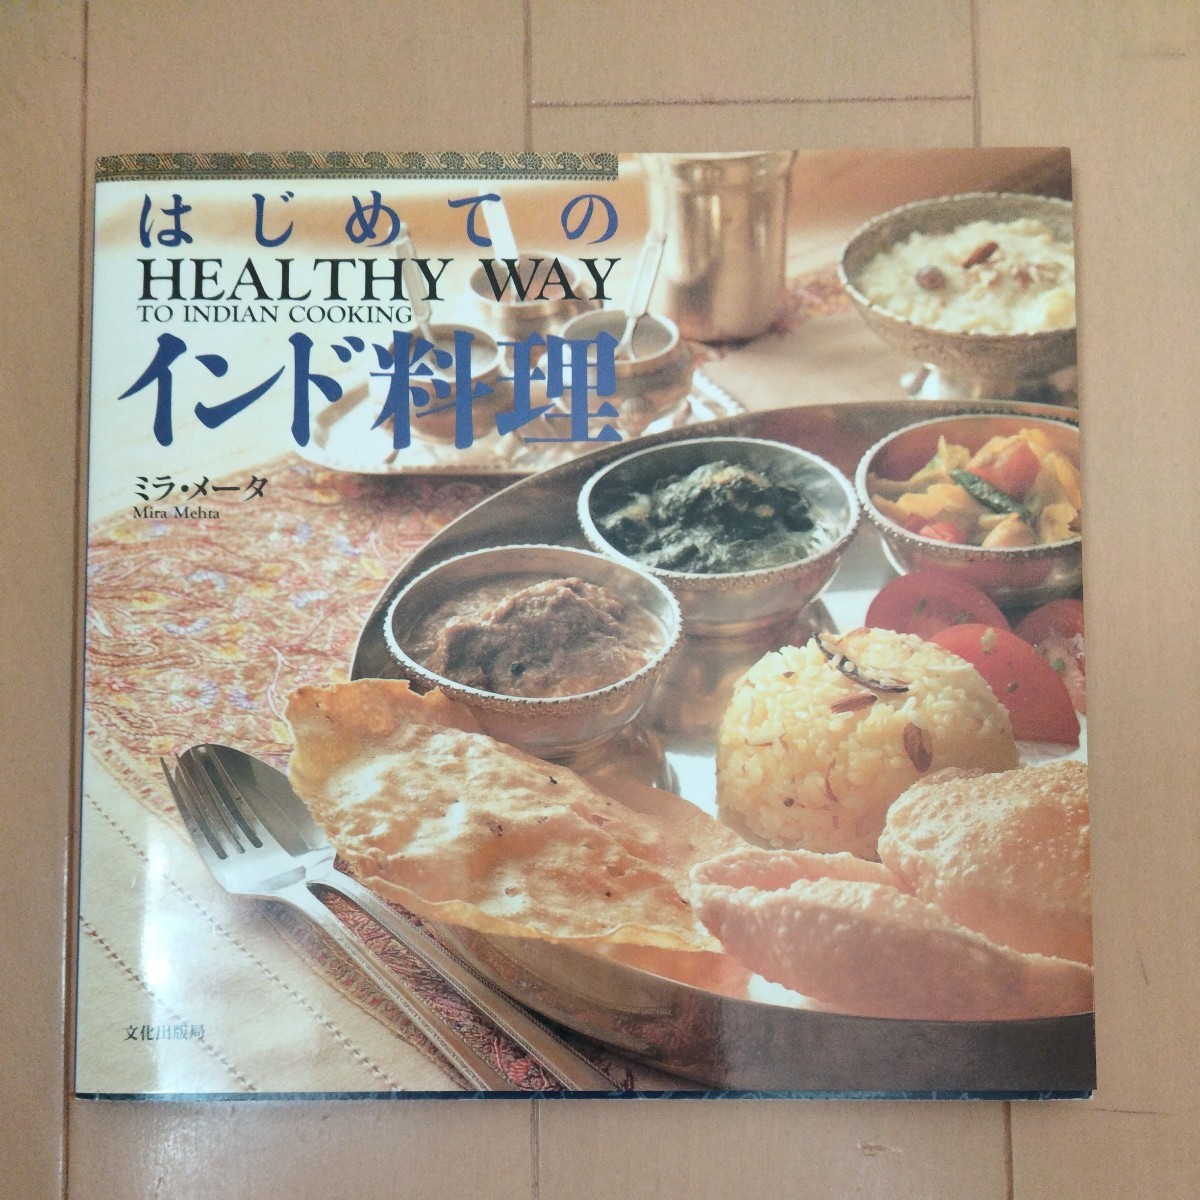 はじめての
HEALTHY WAY
TO INDIAN COOKING
インド料理
ミラ・メータ
Mira Mehta
文化出版局